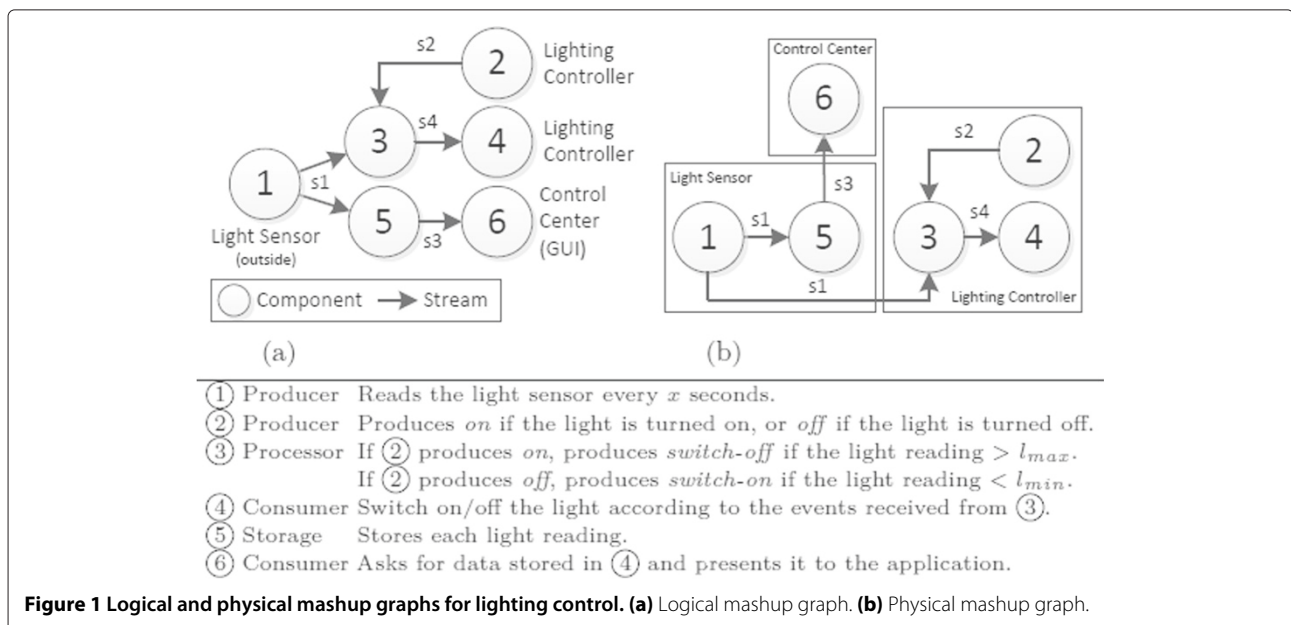 s2
2
Lighting
Controller
3
s4
4
Lighting
Controller
1
s1
5
s3
6
Control
Center
(GUI)
Light Sensor
(outside)
Component
Stream
(a)
Control Center
6
s2
2
Light Sensor
s3
1
s1
5
3
s4
4
s1
Lighting Controller
(b)
① Producer Reads the light sensor every x seconds.
② Producer Produces on if the light is turned on, or off if the light is turned off.
③ Processor If ② produces on, produces switch-off if the light reading > l_max.
If ② produces off, produces switch-on if the light reading < l_min.
④ Consumer Switch on/off the light according to the events received from ③.
⑤ Storage Stores each light reading.
⑥ Consumer Asks for data stored in ④ and presents it to the application.
Figure 1 Logical and physical mashup graphs for lighting control. (a) Logical mashup graph. (b) Physical mashup graph.